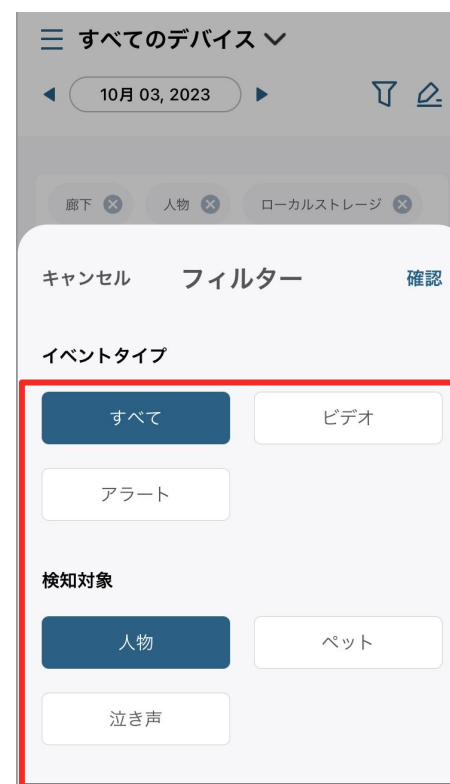 すべてのデバイス
10月 03, 2023
廊下 人物 ローカルストレージ
キャンセル フィルター 確認
イベントタイプ
すべて ビデオ
アラート
検知対象
人物 ペット
泣き声